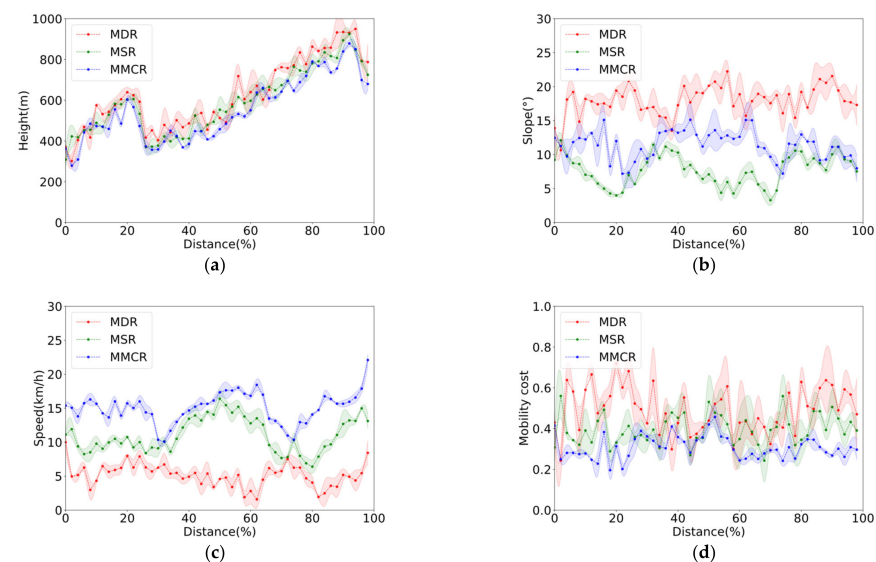 1000
800
600
400
200
0
Height(m)
MDR
MSR
MMCR
0 20 40 60 80 100
Distance(%)
(a)
30
25
20
15
10
5
0
Slope(°)
MDR
MSR
MMCR
0 20 40 60 80 100
Distance(%)
(b)
30
25
20
15
10
5
0
Speed(km/h)
MDR
MSR
MMCR
0 20 40 60 80 100
Distance(%)
(c)
1.0
0.8
0.6
0.4
0.2
0.0
Mobility cost
MDR
MSR
MMCR
0 20 40 60 80 100
Distance(%)
(d)